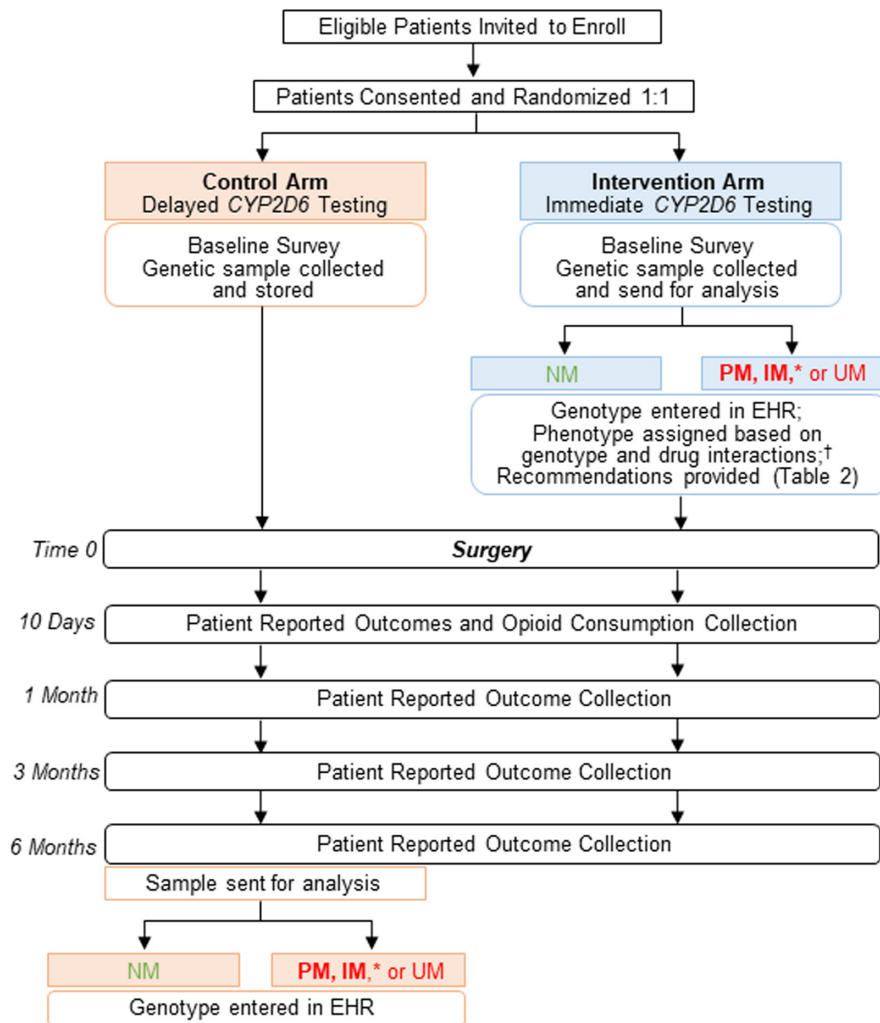 Eligible Patients Invited to Enroll
Patients Consented and Randomized 1:1
Control Arm
Delayed CYP2D6 Testing
Baseline Survey
Genetic sample collected
and stored
Intervention Arm
Immediate CYP2D6 Testing
Baseline Survey
Genetic sample collected
and send for analysis
NM
PM, IM,* or UM
Genotype entered in EHR;
Phenotype assigned based on
genotype and drug interactions;†
Recommendations provided (Table 2)
Time 0
Surgery
10 Days
Patient Reported Outcomes and Opioid Consumption Collection
1 Month
Patient Reported Outcome Collection
3 Months
Patient Reported Outcome Collection
6 Months
Patient Reported Outcome Collection
Sample sent for analysis
NM
PM, IM,* or UM
Genotype entered in EHR